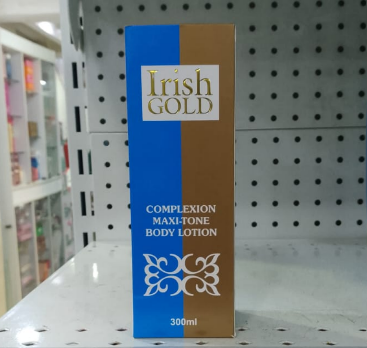 Irish
GOLD
COMPLEXION
MAXI-TONE
BODY LOTION
300ml